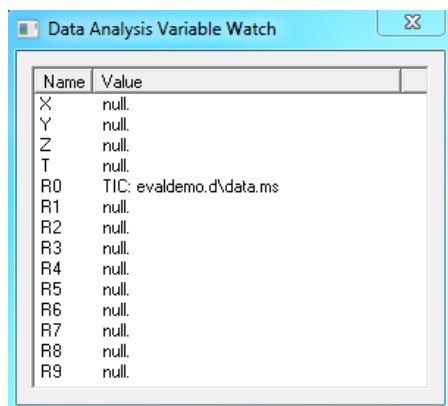 Data Analysis Variable Watch
Name Value
X null.
Y null.
Z null.
T null.
R0 TIC: evaldemo.d\data.ms
R1 null.
R2 null.
R3 null.
R4 null.
R5 null.
R6 null.
R7 null.
R8 null.
R9 null.